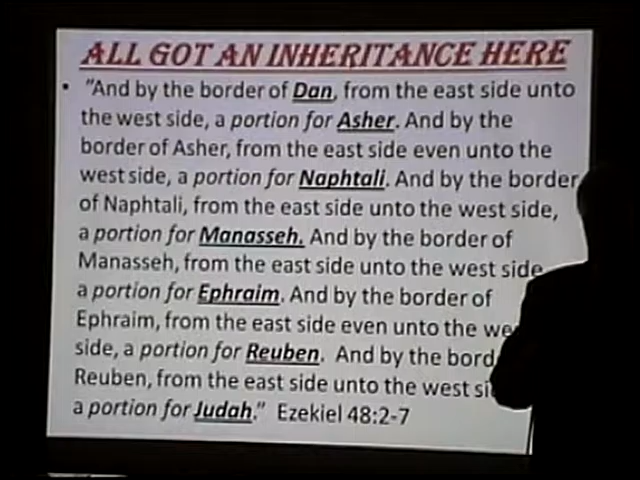 ALL GOT AN INHERITANCE HERE
• "And by the border of Dan, from the east side unto
the west side, a portion for Asher. And by the
border of Asher, from the east side even unto the
west side, a portion for Naphtali. And by the border
of Naphtali, from the east side unto the west side,
a portion for Manasseh. And by the border of
Manasseh, from the east side unto the west side
a portion for Ephraim. And by the border of
Ephraim, from the east side even unto the we
side, a portion for Reuben. And by the bord
Reuben, from the east side unto the west si
a portion for Judah." Ezekiel 48:2-7